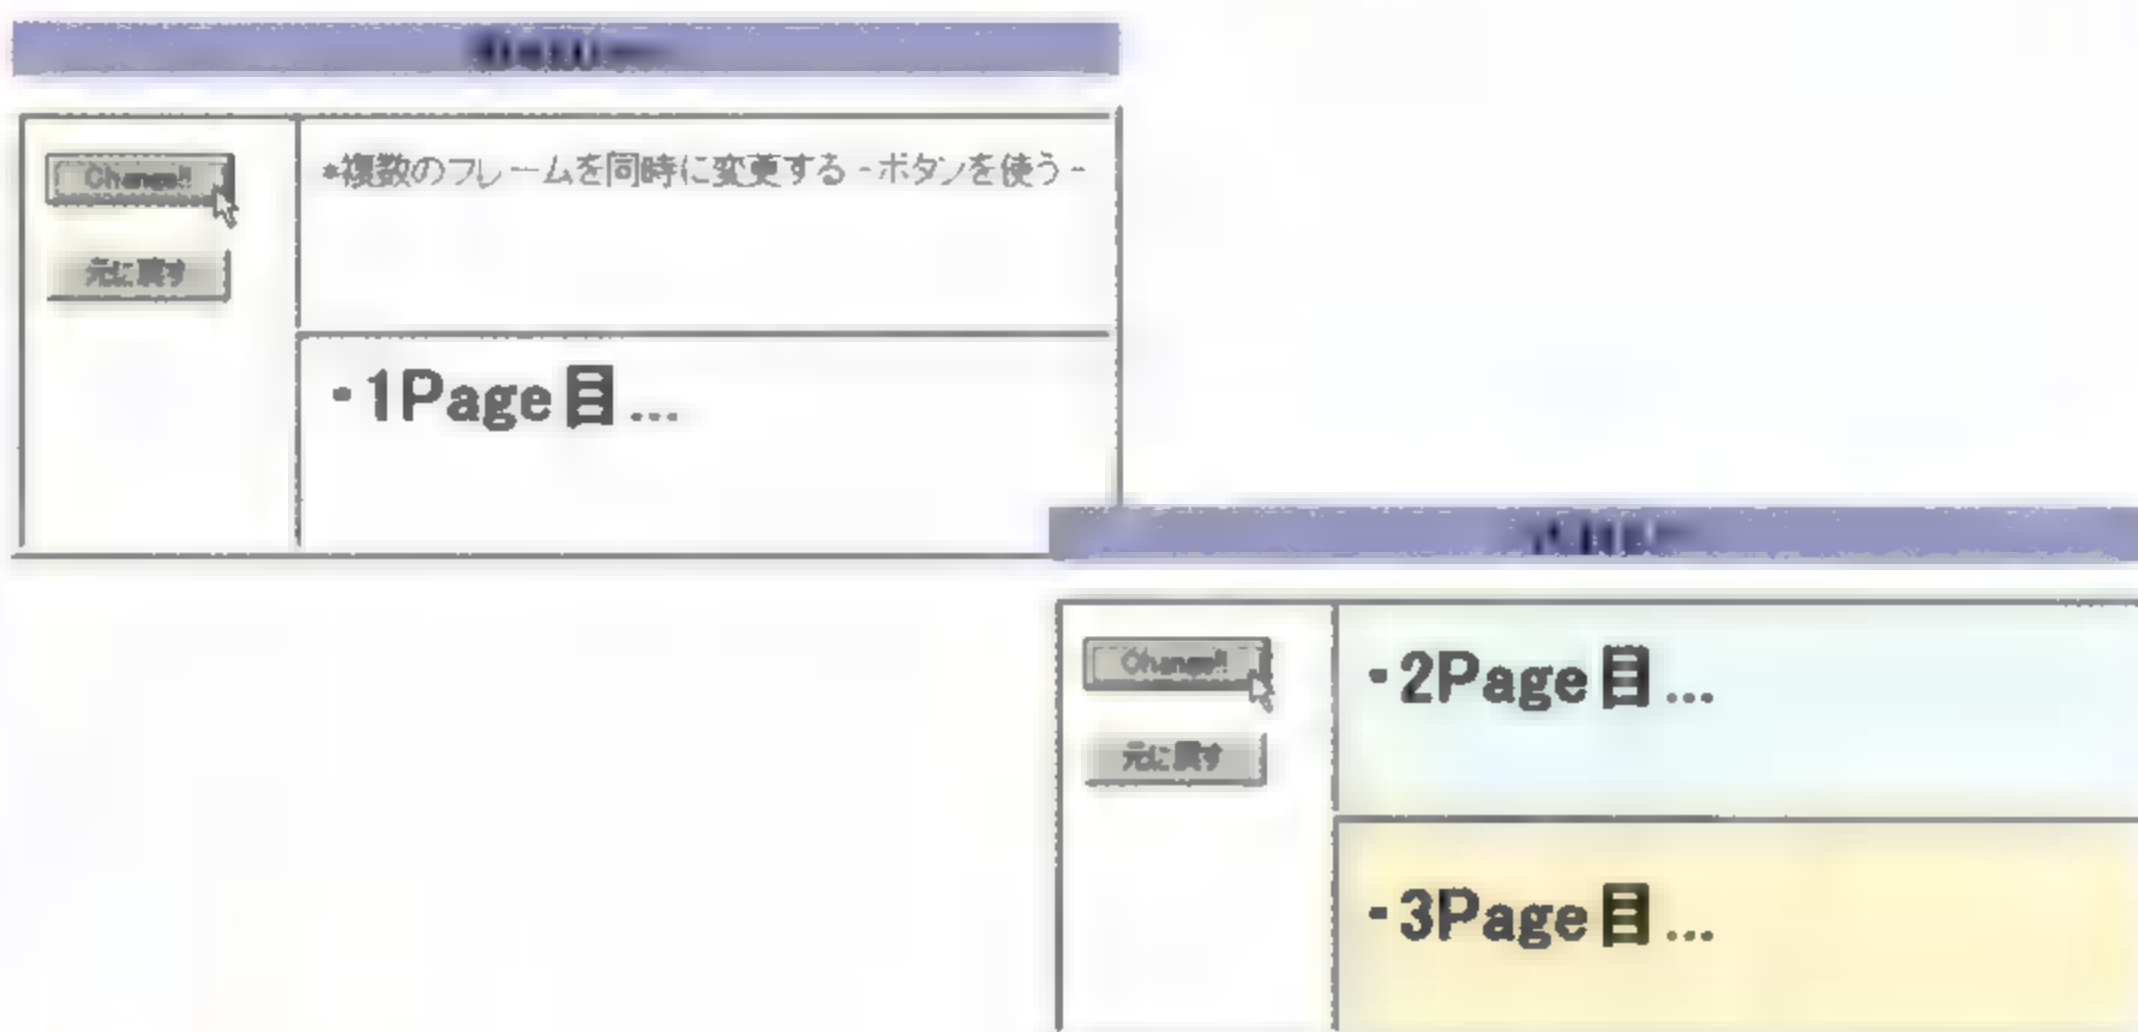 Change!!
*複数のフレームを同時に変更する -ボタンを使う-
元に戻す
・1Page目...
Change!!
・2Page目...
元に戻す
・3Page目...